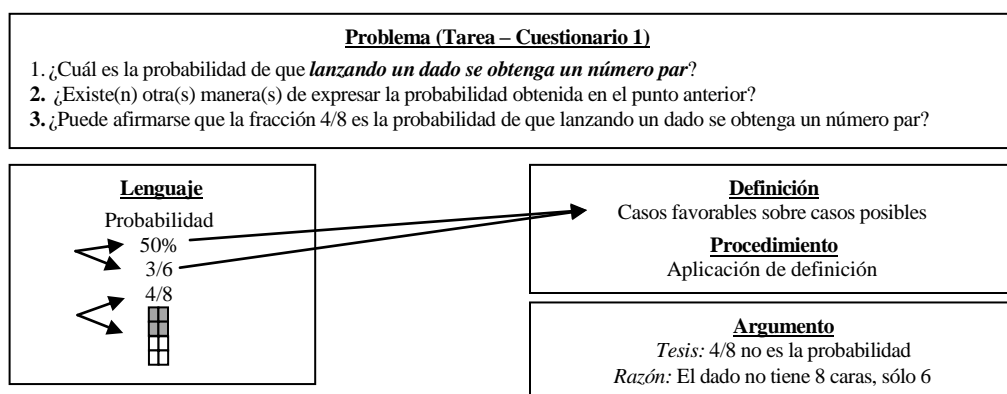 Problema (Tarea – Cuestionario 1)
1. ¿Cuál es la probabilidad de que lanzando un dado se obtenga un número par?
2. ¿Existe(n) otra(s) manera(s) de expresar la probabilidad obtenida en el punto anterior?
3. ¿Puede afirmarse que la fracción 4/8 es la probabilidad de que lanzando un dado se obtenga un número par?
Lenguaje
Probabilidad
50%
3/6
4/8
Definición
Casos favorables sobre casos posibles
Procedimiento
Aplicación de definición
Argumento
Tesis: 4/8 no es la probabilidad
Razón: El dado no tiene 8 caras, sólo 6